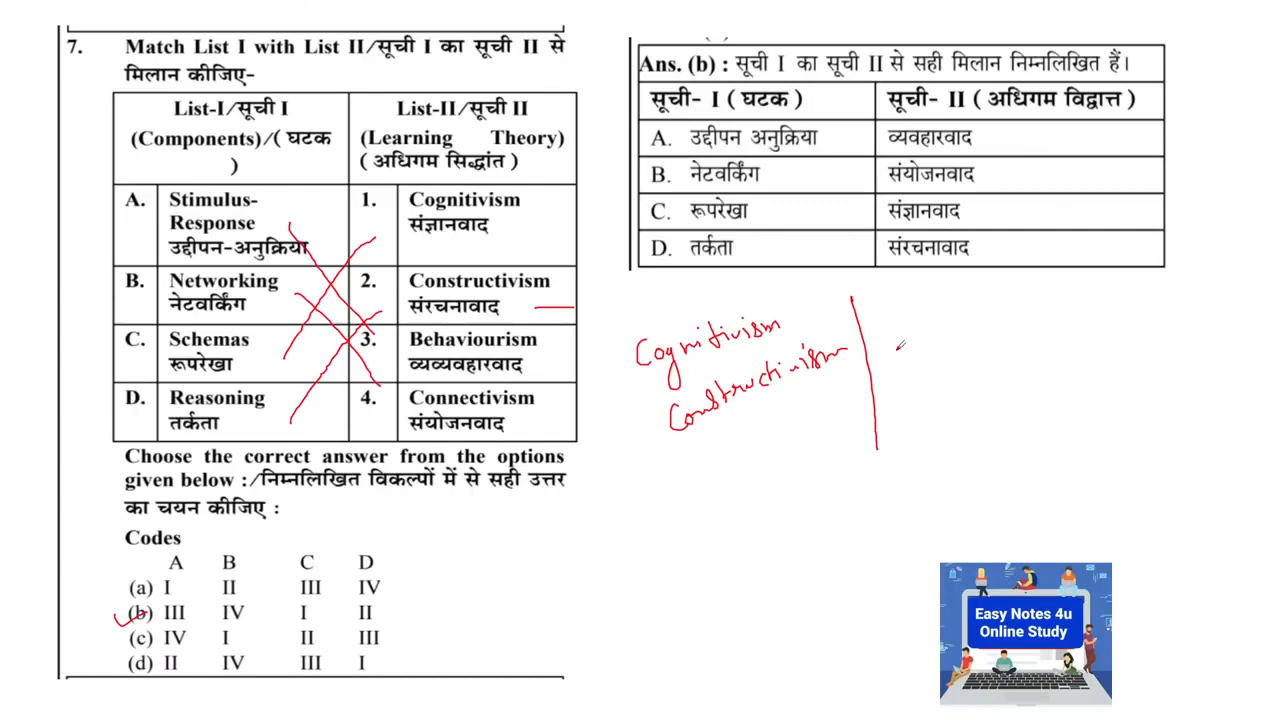 7. Match List I with List II/सूची I का सूची II से
मिलान कीजिए-
List-I/सूची I
(Components)/( घटक
)
List-II/सूची II
(Learning Theory)
( अधिगम सिद्धांत )
A. Stimulus-
Response
उद्दीपन-अनुक्रिया
1. Cognitivism
संज्ञानवाद
B. Networking
नेटवर्किंग
2. Constructivism
संरचनावाद
C. Schemas
रूपरेखा
3. Behaviourism
व्यव्यवहारवाद
D. Reasoning
तर्कता
4. Connectivism
संयोजनवाद
Choose the correct answer from the options
given below :/निम्नलिखित विकल्पों में से सही उत्तर
का चयन कीजिए :
Codes
A B C D
(a) I II III IV
(b) III IV I II
(c) IV I II III
(d) II IV III I
Ans. (b) : सूची I का सूची II से सही मिलान निम्नलिखित हैं।
सूची- I ( घटक ) सूची- II ( अधिगम विद्वात्त )
A. उद्दीपन अनुक्रिया व्यवहारवाद
B. नेटवर्किंग संयोजनवाद
C. रूपरेखा संज्ञानवाद
D. तर्कता संरचनावाद
Cognitivism
Constructivism
Easy Notes 4u
Online Study